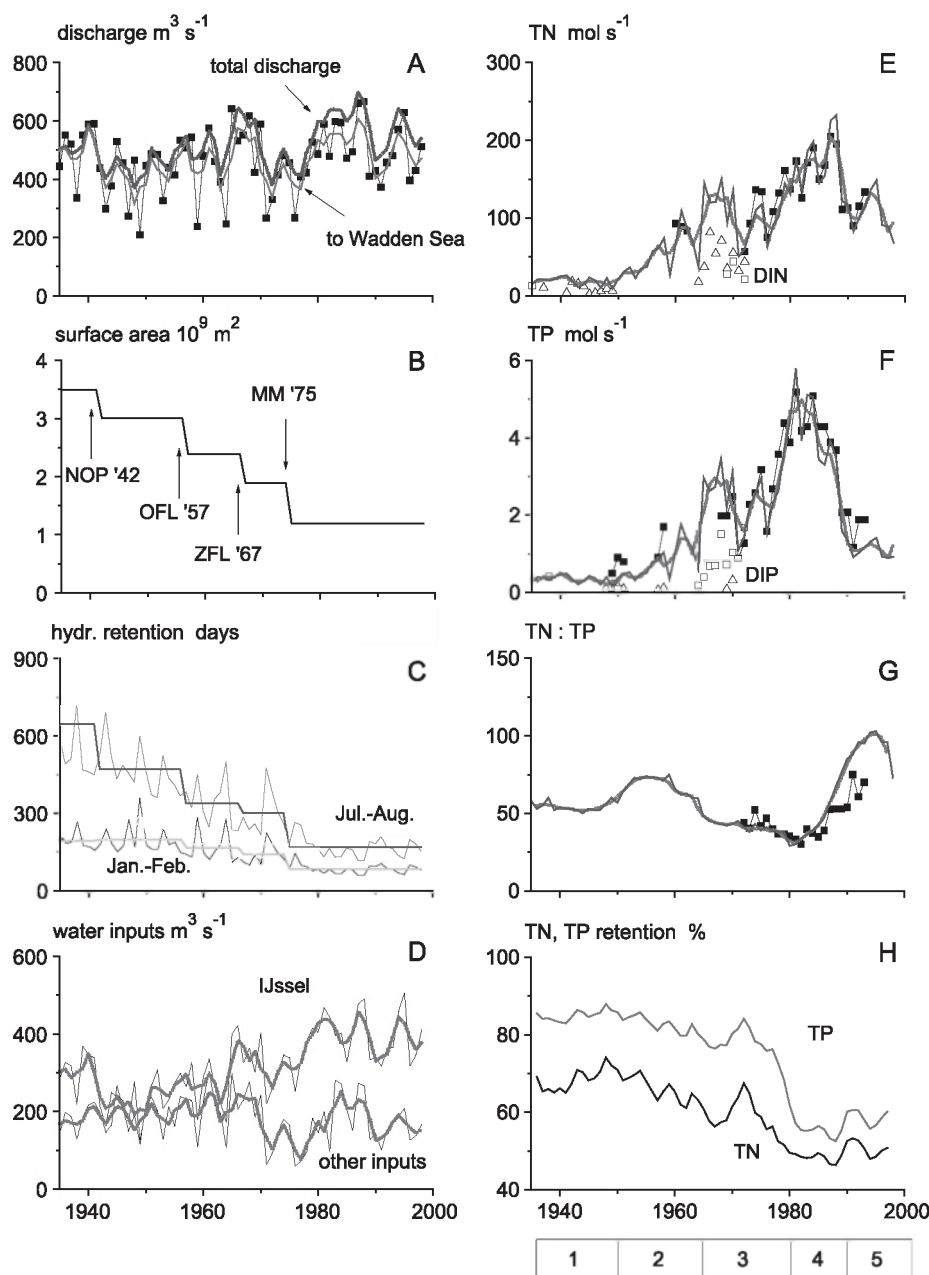 discharge m3 s-1
A
800
600
400
200
0
total discharge
to Wadden Sea
surface area 10^9 m2
B
4
3
2
1
0
NOP '42
OFL '57
ZFL '67
MM '75
hydr. retention days
C
900
600
300
0
Jul.-Aug.
Jan.-Feb.
water inputs m3 s-1
D
600
400
200
0
IJssel
other inputs
1940 1960 1980 2000
TN mol s-1
E
300
200
100
0
DIN
TP mol s-1
F
6
4
2
0
DIP
TN : TP
G
150
100
50
0
TN, TP retention %
H
100
80
60
40
TP
TN
1940 1960 1980 2000
1 2 3 4 5